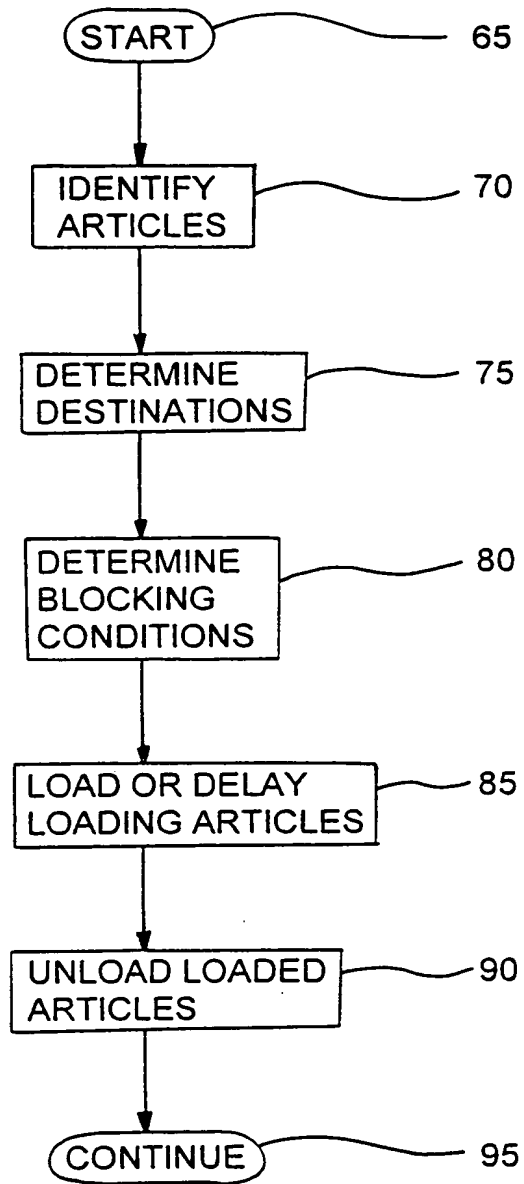 START
65
IDENTIFY
ARTICLES
70
DETERMINE
DESTINATIONS
75
DETERMINE
BLOCKING
CONDITIONS
80
LOAD OR DELAY
LOADING ARTICLES
85
UNLOAD LOADED
ARTICLES
90
CONTINUE
95